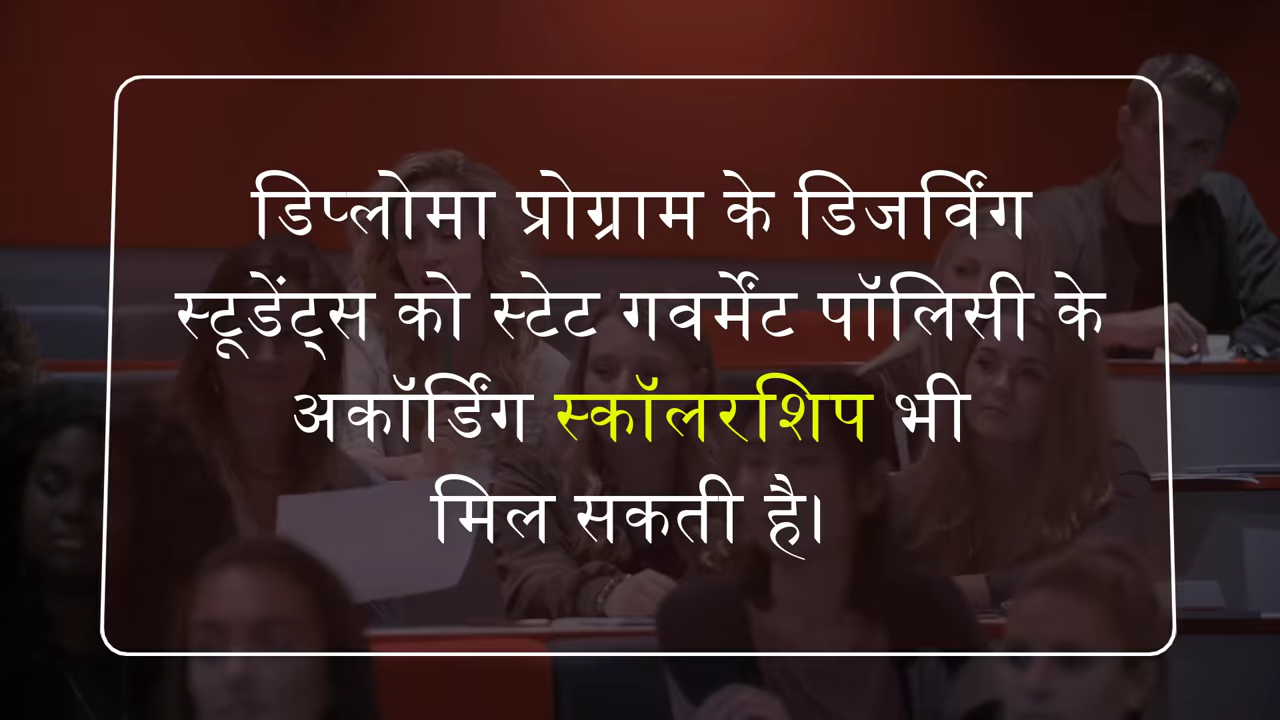 डिप्लोमा प्रोग्राम के डिजर्विंग
स्टूडेंट्स को स्टेट गवर्मेंट पॉलिसी के
अकॉर्डिंग स्कॉलरशिप भी
मिल सकती है।